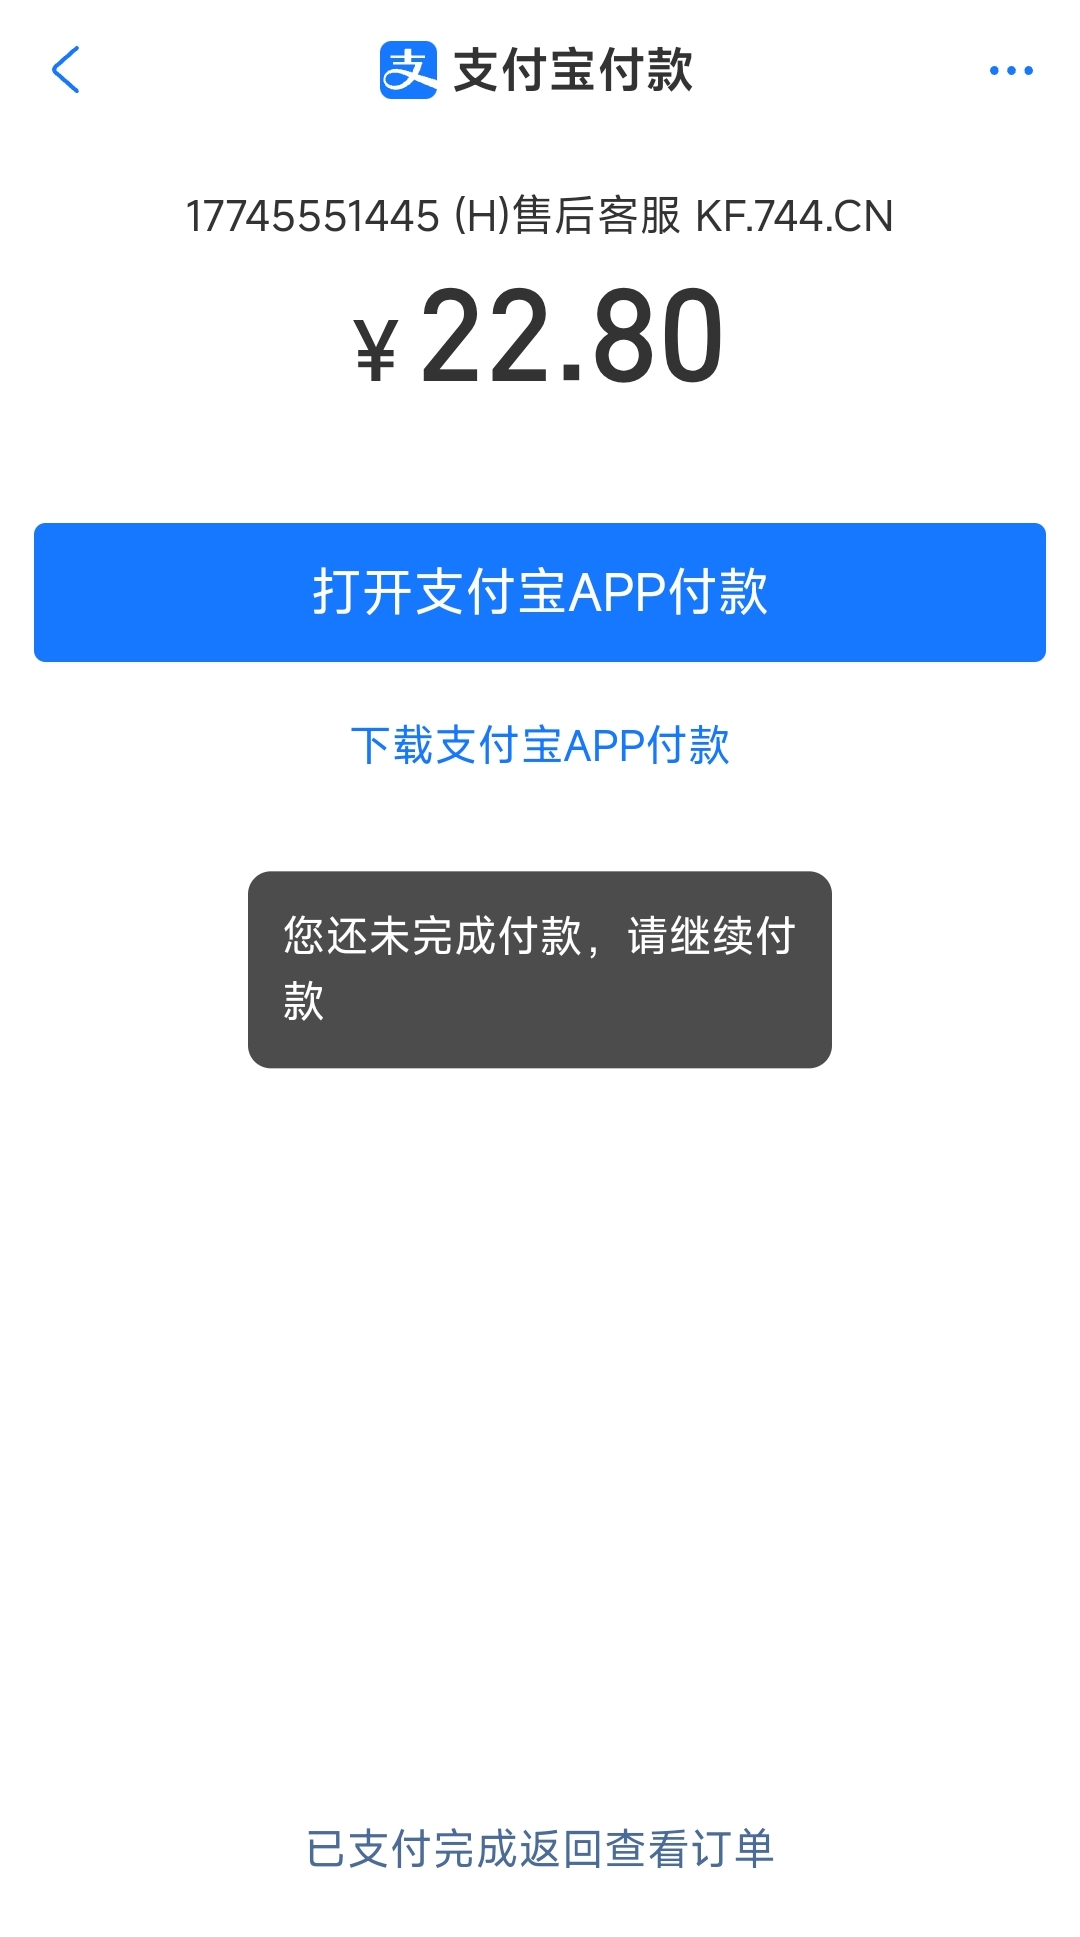 支付宝付款
17745551445 (H)售后客服 KF.744.CN
¥ 22.80
打开支付宝APP付款
下载支付宝APP付款
您还未完成付款，请继续付
款
已支付完成返回查看订单